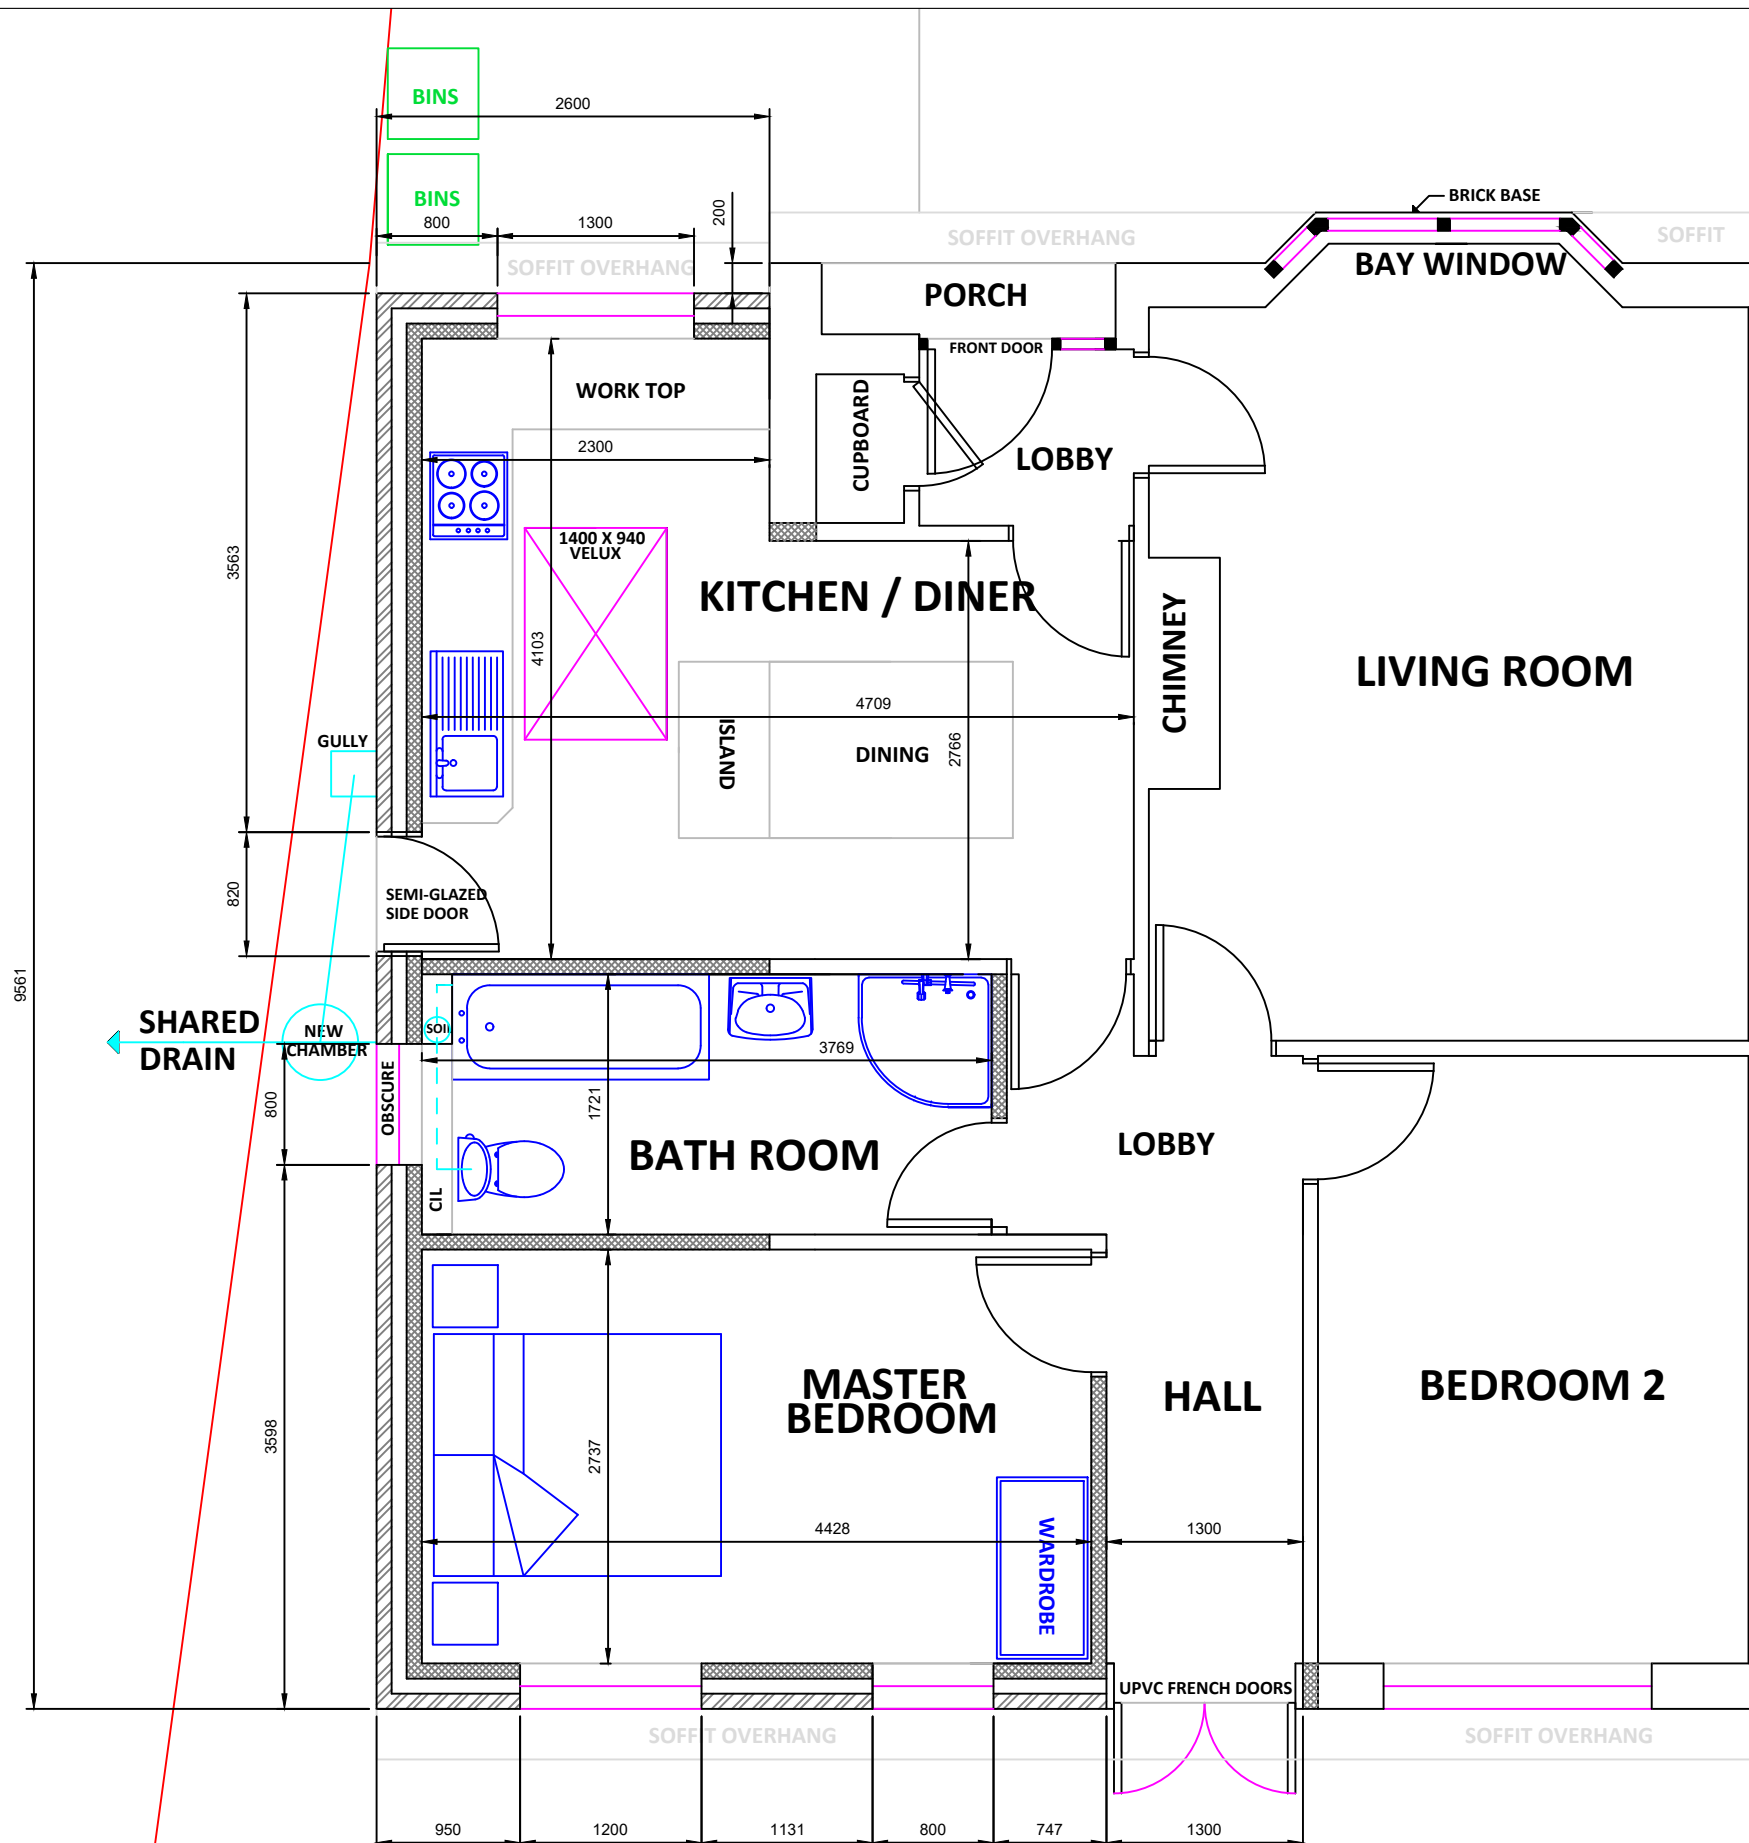 BINS
2600
BINS
800
1300
200
BRICK BASE
SOFFIT OVERHANG
SOFFIT
SOFFIT OVERHANG
BAY WINDOW
PORCH
FRONT DOOR
WORK TOP
CUPBOARD
2300
LOBBY
1400 X 940
VELUX
3563
KITCHEN / DINER
4103
CHIMNEY
LIVING ROOM
4709
GULLY
ISLAND
DINING
2766
820
SEMI-GLAZED
SIDE DOOR
9561
SHARED
DRAIN
NEW
CHAMBER
SOIL
3769
800
OBSCURE
1721
BATH ROOM
LOBBY
CIL
MASTER
BEDROOM
HALL
BEDROOM 2
3598
2737
4428
1300
WARDROBE
UPVC FRENCH DOORS
SOFFIT OVERHANG
SOFFIT OVERHANG
950
1200
1131
800
747
1300